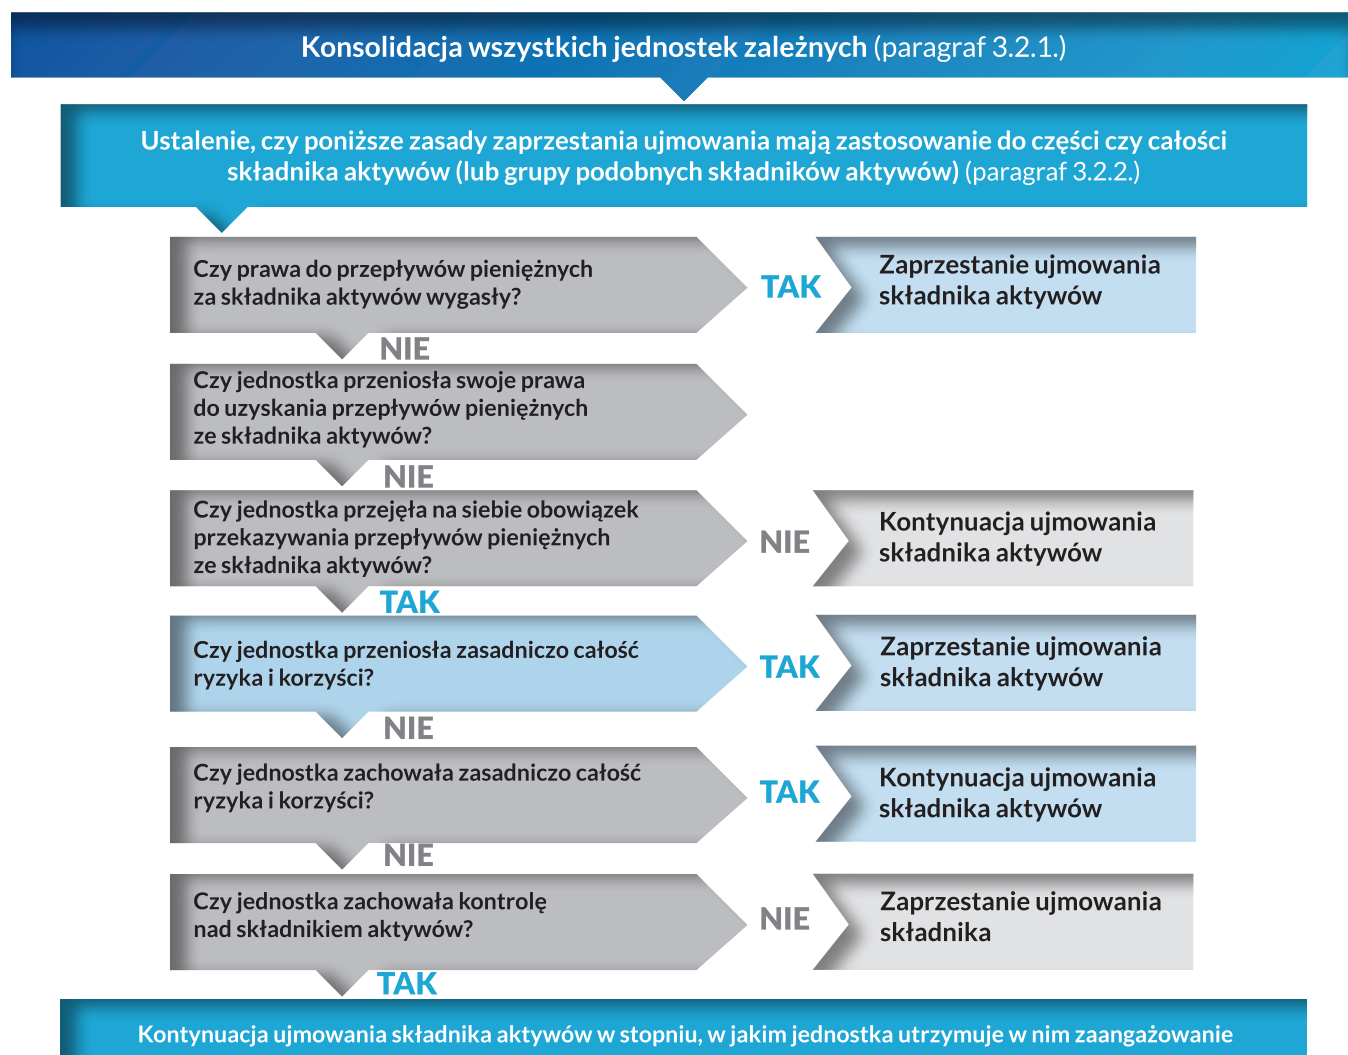 Konsolidacja wszystkich jednostek zależnych (paragraf 3.2.1.)
Ustalenie, czy poniższe zasady zaprzestania ujmowania mają zastosowanie do części czy całości
składnika aktywów (lub grupy podobnych składników aktywów) (paragraf 3.2.2.)
Czy prawa do przepływów pieniężnych
za składnika aktywów wygasły?
TAK
Zaprzestanie ujmowania
składnika aktywów
NIE
Czy jednostka przeniosła swoje prawa
do uzyskania przepływów pieniężnych
ze składnika aktywów?
NIE
Czy jednostka przejęła na siebie obowiązek
przekazywania przepływów pieniężnych
ze składnika aktywów?
NIE
Kontynuacja ujmowania
składnika aktywów
TAK
Czy jednostka przeniosła zasadniczo całość
ryzyka i korzyści?
TAK
Zaprzestanie ujmowania
składnika aktywów
NIE
Czy jednostka zachowała zasadniczo całość
ryzyka i korzyści?
TAK
Kontynuacja ujmowania
składnika aktywów
NIE
Czy jednostka zachowała kontrolę
nad składnikiem aktywów?
NIE
Zaprzestanie ujmowania
składnika
TAK
Kontynuacja ujmowania składnika aktywów w stopniu, w jakim jednostka utrzymuje w nim zaangażowanie